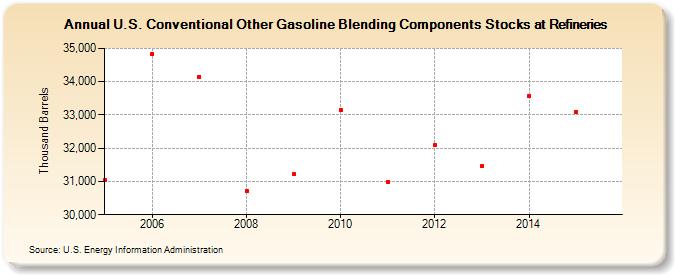 Annual U.S. Conventional Other Gasoline Blending Components Stocks at Refineries
Thousand Barrels
35,000
34,000
33,000
32,000
31,000
30,000
2006 2008 2010 2012 2014
Source: U.S. Energy Information Administration